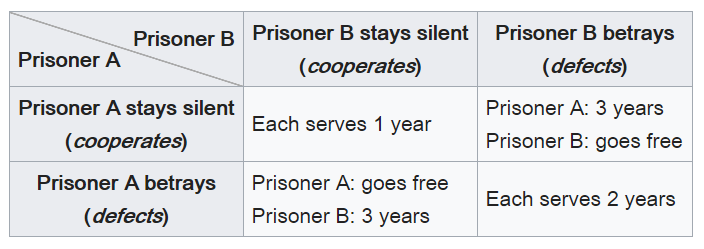 Prisoner B
Prisoner A
Prisoner B stays silent
(cooperates)
Prisoner B betrays
(defects)
Prisoner A stays silent
(cooperates)
Each serves 1 year
Prisoner A: 3 years
Prisoner B: goes free
Prisoner A betrays
(defects)
Prisoner A: goes free
Prisoner B: 3 years
Each serves 2 years